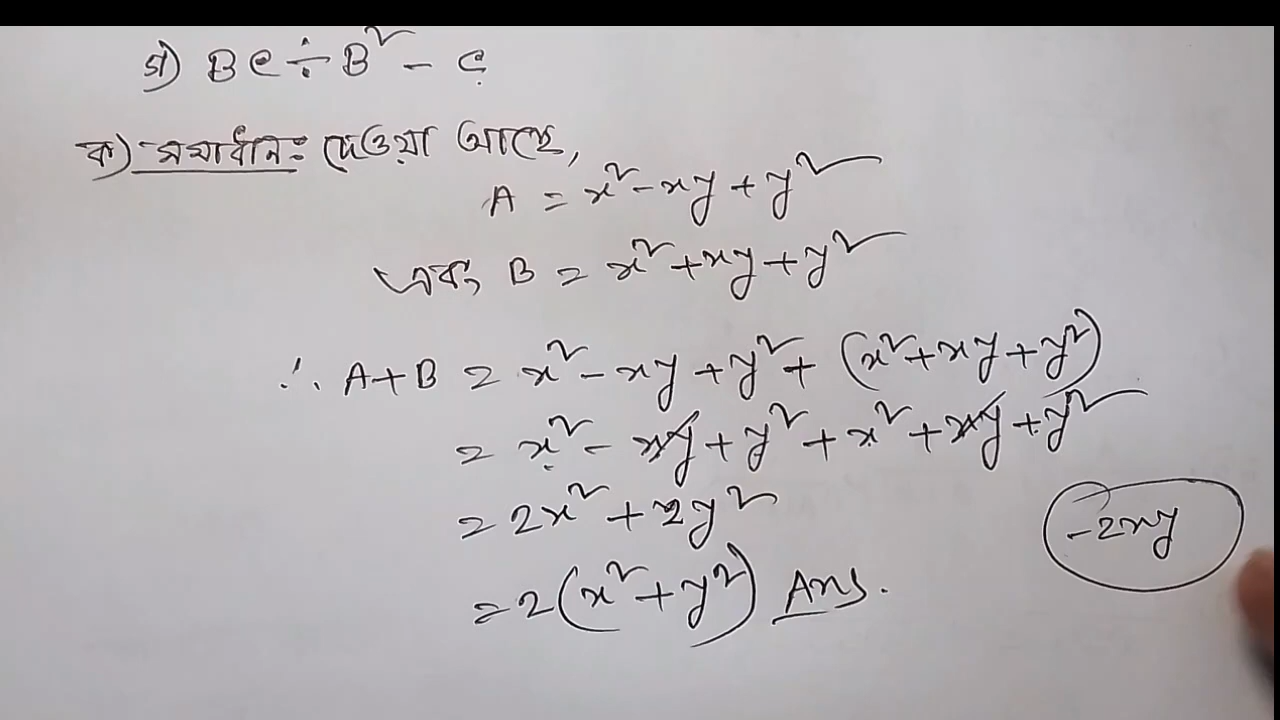 গ) BC ÷ B² - C
ক) সমাধান: দেওয়া আছে,
A = x² - xy + y²
এবং B = x² + xy + y²
∴ A+B = x² - xy + y² + (x² + xy + y²)
= x² - xy + y² + x² + xy + y²
= 2x² + 2y²
-2xy
= 2(x² + y²) Ans.